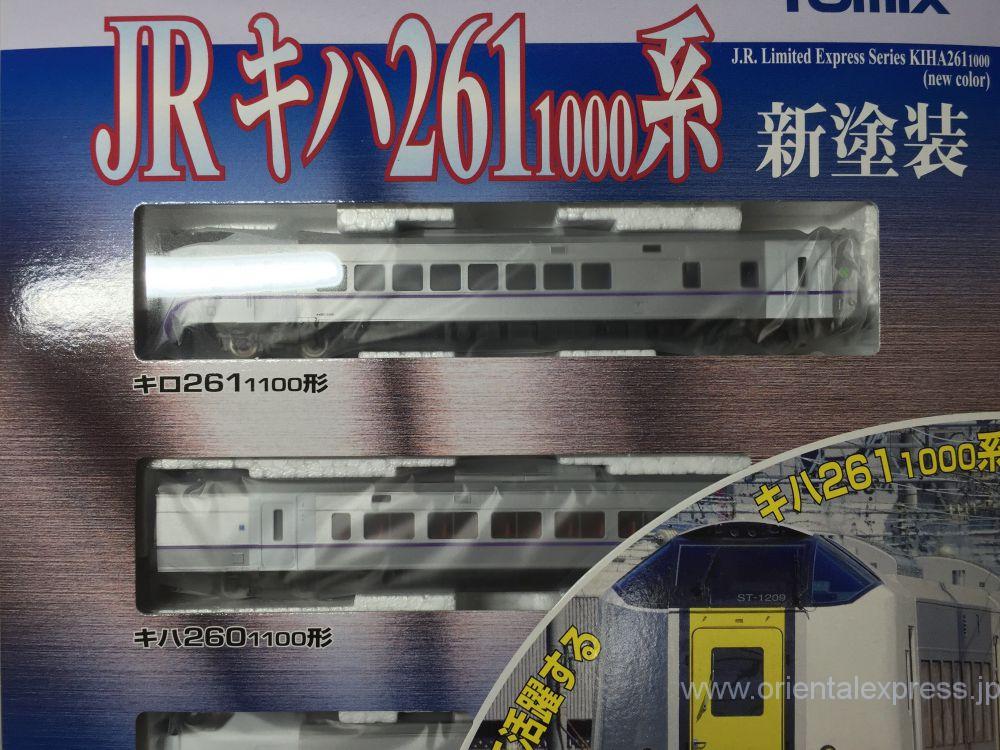 TOMIX
JRキハ261 1000系
J.R. Limited Express Series KIHA261 1000
(new color)
新塗装
キロ261 1100形
キハ260 1100形
キハ261 1000系
活躍する
ST-1209
www.orientalexpress.jp